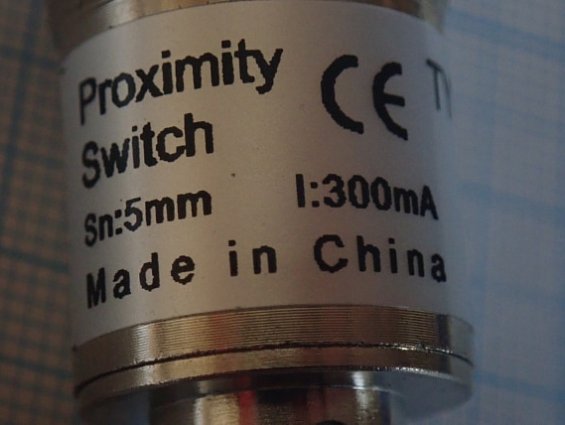 Proximity
Switch
CE
Sn:5mm I:300mA
Made in China